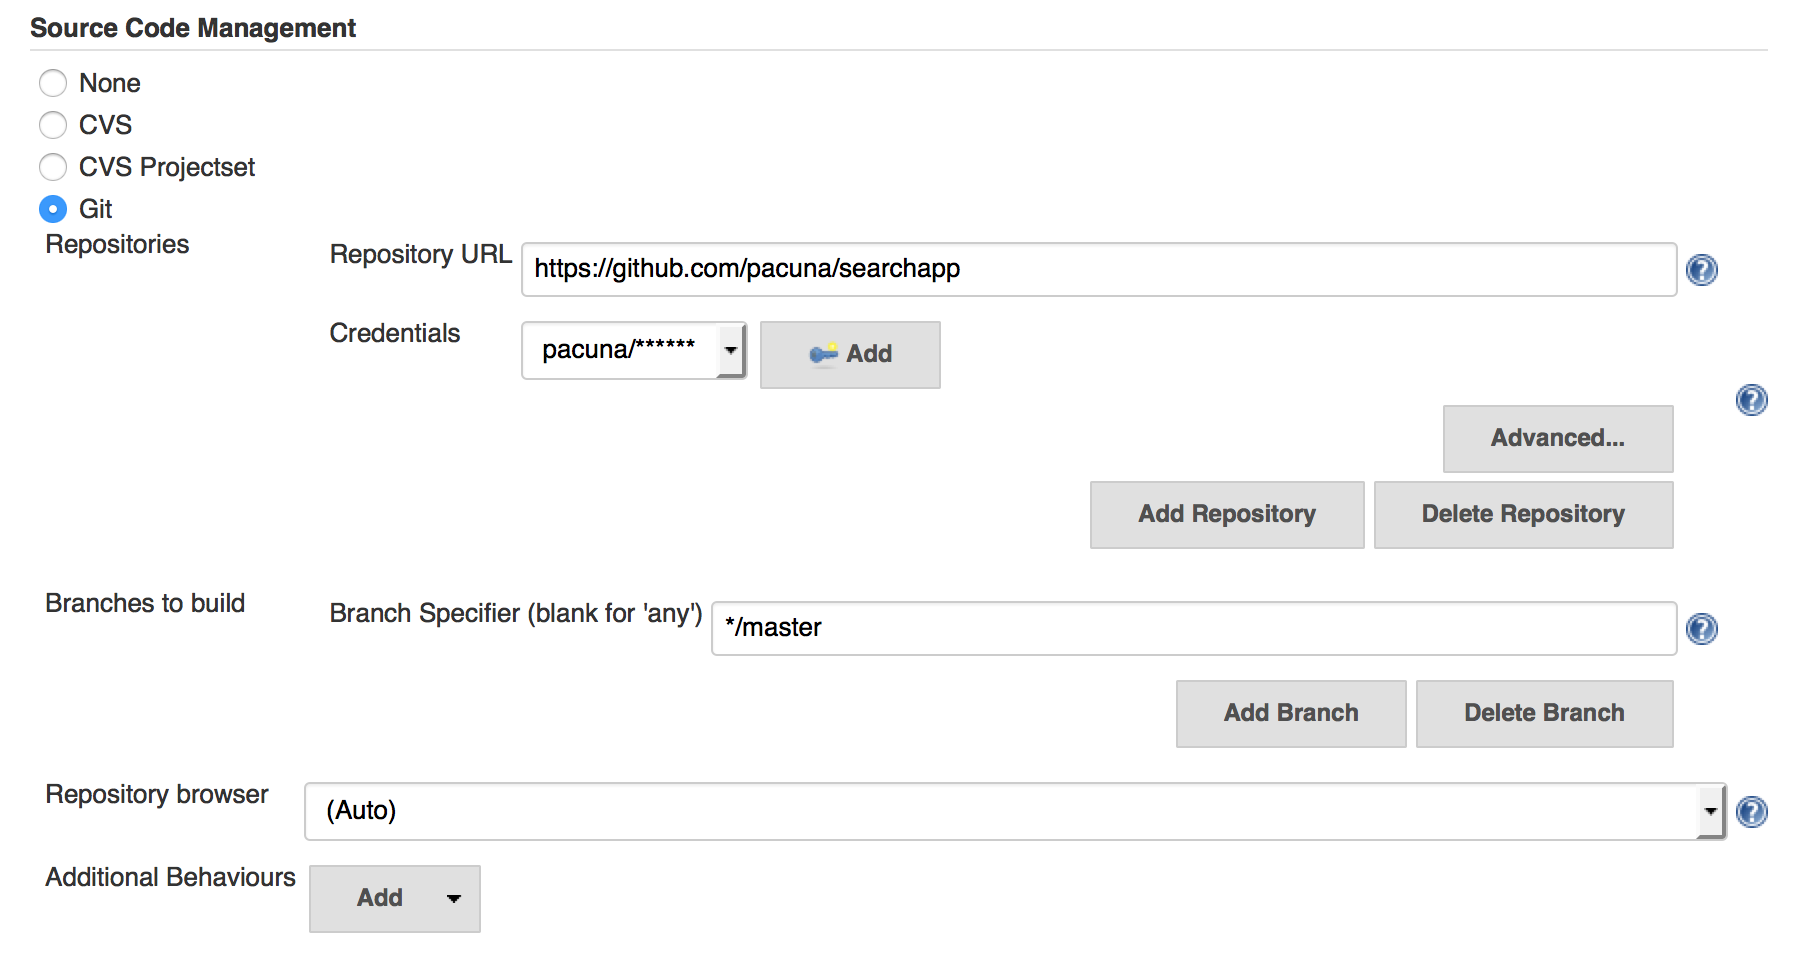 Source Code Management
None
CVS
CVS Projectset
Git
Repositories
Repository URL https://github.com/pacuna/searchapp
Credentials pacuna/****** Add
Advanced...
Add Repository Delete Repository
Branches to build
Branch Specifier (blank for 'any') */master
Add Branch Delete Branch
Repository browser (Auto)
Additional Behaviours Add